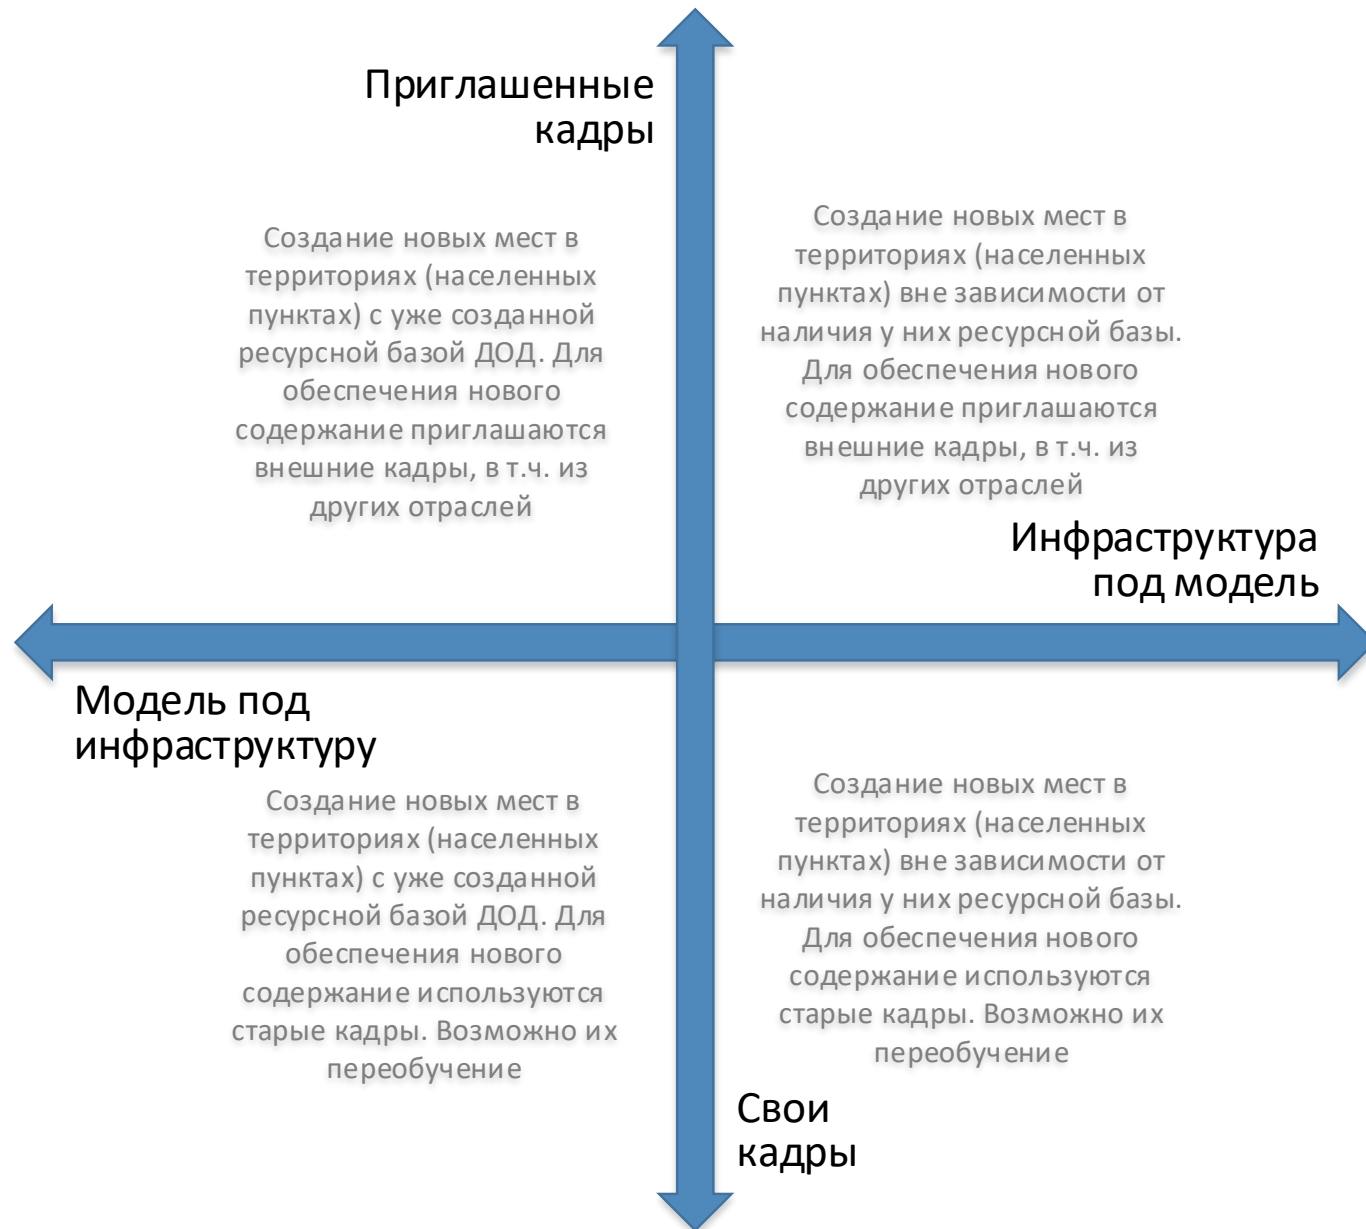 Приглашенные
кадры
Создание новых мест в
территориях (населенных
пунктах) с уже созданной
ресурсной базой ДОД. Для
обеспечения нового
содержание приглашаются
внешние кадры, в т.ч. из
других отраслей
Создание новых мест в
территориях (населенных
пунктах) вне зависимости от
наличия у них ресурсной базы.
Для обеспечения нового
содержание приглашаются
внешние кадры, в т.ч. из
других отраслей
Инфраструктура
под модель
Модель под
инфраструктуру
Создание новых мест в
территориях (населенных
пунктах) с уже созданной
ресурсной базой ДОД. Для
обеспечения нового
содержание используются
старые кадры. Возможно их
переобучение
Создание новых мест в
территориях (населенных
пунктах) вне зависимости от
наличия у них ресурсной базы.
Для обеспечения нового
содержание используются
старые кадры. Возможно их
переобучение
Свои
кадры